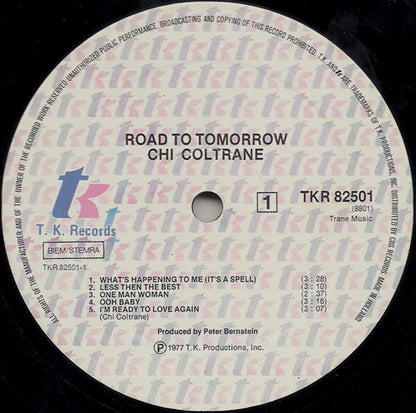 ALL RIGHTS OF THE MANUFACTURER AND OF THE OWNER OF THE RECORDED WORK RESERVED UNAUTHORIZED PUBLIC PERFORMANCE, BROADCASTING AND COPYING OF THIS RECORD PROHIBITED. T.K. AND tk ARE TRADEMARKS OF T.K. PRODUCTIONS, INC. DISTRIBUTED BY CBS RECORDS. MADE IN HOLLAND.
ROAD TO TOMORROW
CHI COLTRANE
tk
T. K. Records
1
TKR 82501
(8801)
Trane Music
BIEM/STEMRA
TKR 82501-1
1. WHAT'S HAPPENING TO ME (IT'S A SPELL) (3 : 28)
2. LESS THEN THE BEST (3 : 10)
3. ONE MAN WOMAN (2 : 37)
4. OOH BABY (3 : 16)
5. I'M READY TO LOVE AGAIN (3 : 07)
(Chi Coltrane)
Produced by Peter Bernstein
Ⓟ 1977 T.K. Productions, Inc.